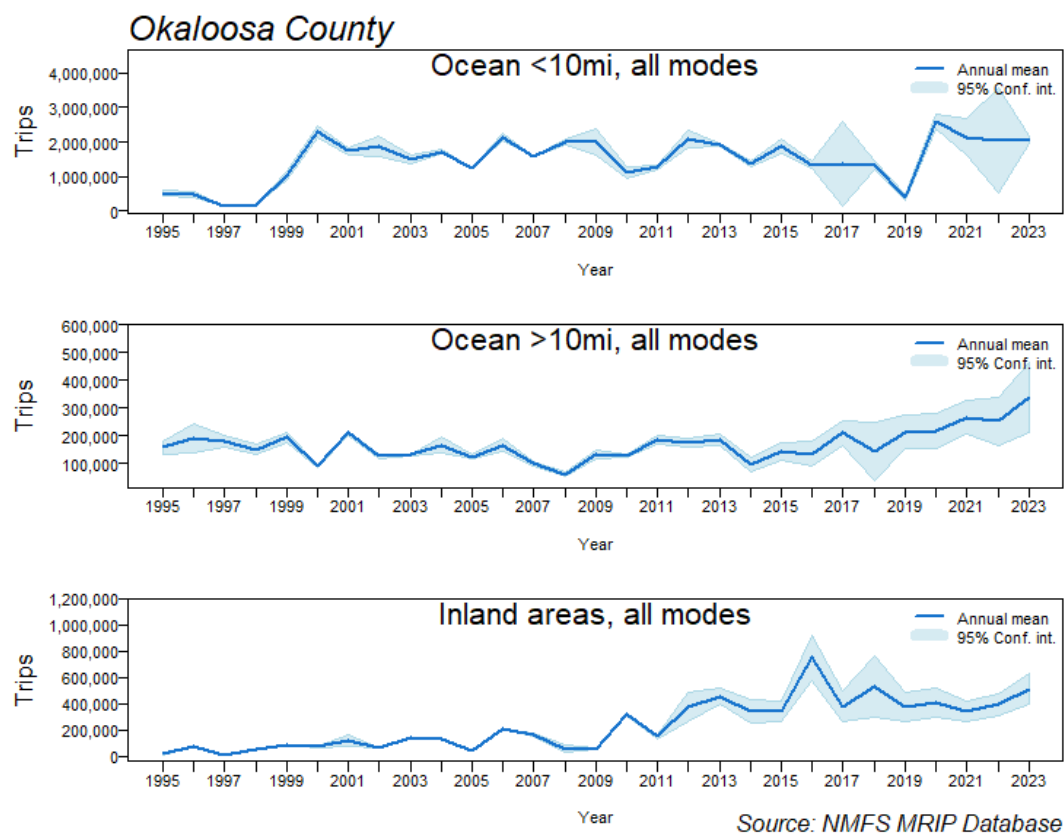 Okaloosa County
Ocean <10mi, all modes
Annual mean
95% Conf. int.
Trips
4,000,000
3,000,000
2,000,000
1,000,000
0
1995 1997 1999 2001 2003 2005 2007 2009 2011 2013 2015 2017 2019 2021 2023
Year
Ocean >10mi, all modes
Annual mean
95% Conf. int.
Trips
600,000
500,000
400,000
300,000
200,000
100,000
1995 1997 1999 2001 2003 2005 2007 2009 2011 2013 2015 2017 2019 2021 2023
Year
Inland areas, all modes
Annual mean
95% Conf. int.
Trips
1,200,000
1,000,000
800,000
600,000
400,000
200,000
0
1995 1997 1999 2001 2003 2005 2007 2009 2011 2013 2015 2017 2019 2021 2023
Year
Source: NMFS MRIP Database